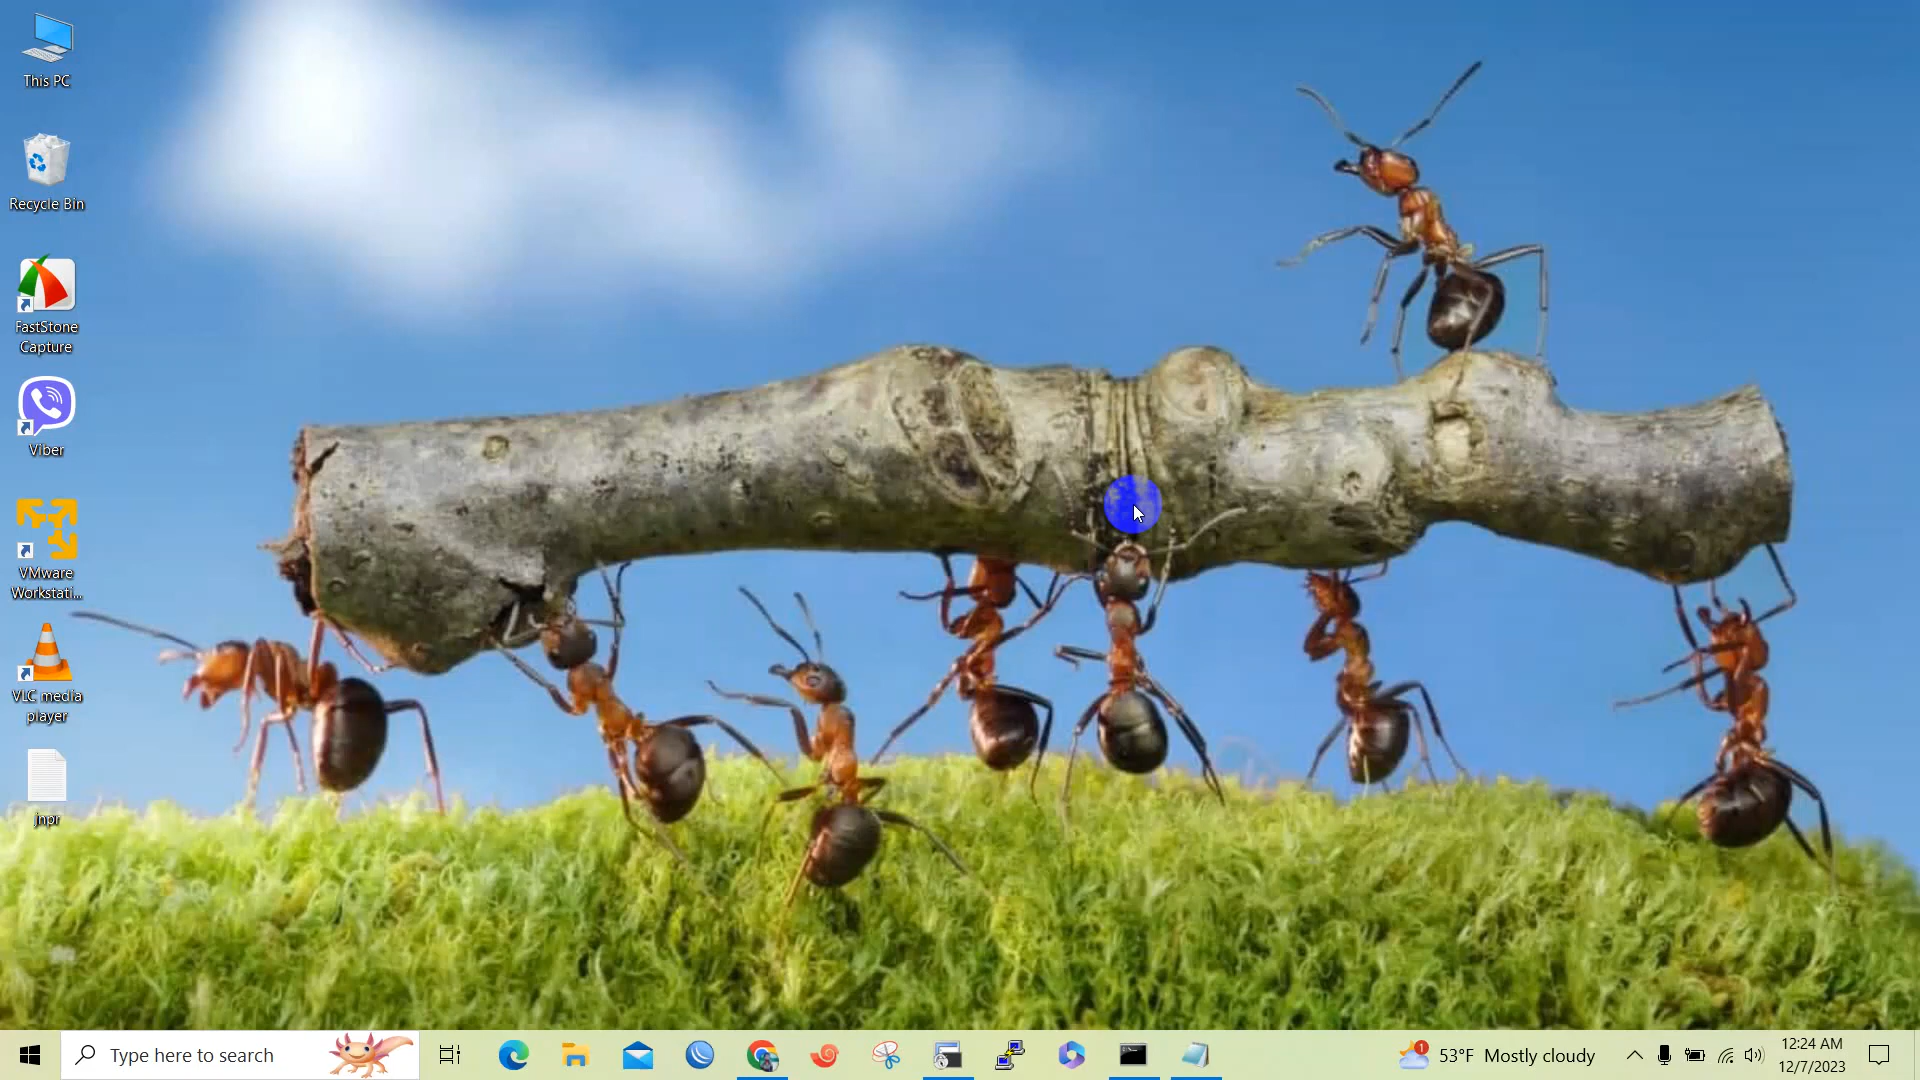 This PC
Recycle Bin
FastStone
Capture
Viber
VMware
Workstati...
VLC media
player
jnpr
Type here to search
1
53°F Mostly cloudy
12:24 AM
12/7/2023